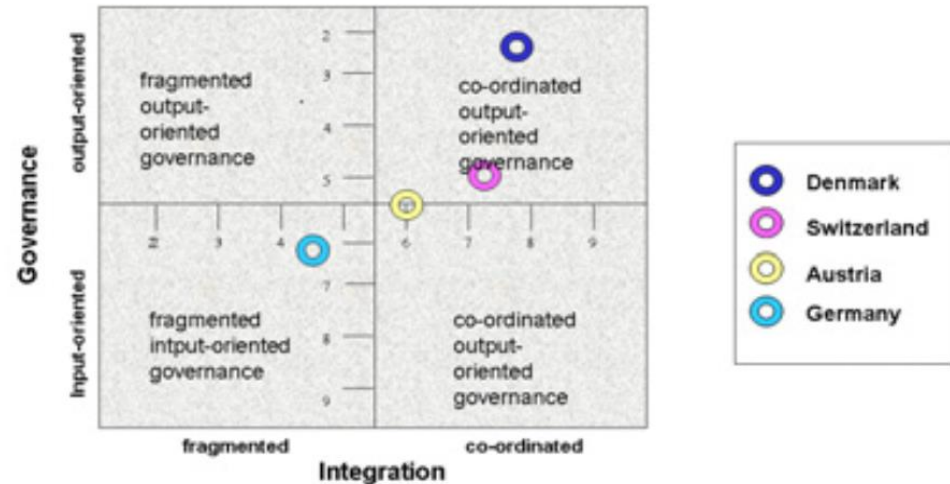 output-oriented
Governance
Input-oriented
fragmented
output-
oriented
governance
co-ordinated
output-
oriented
governance
2
3
4
5
7
8
9
2
3
4
6
7
8
9
fragmented
intput-oriented
governance
co-ordinated
output-
oriented
governance
fragmented
co-ordinated
Integration
Denmark
Switzerland
Austria
Germany